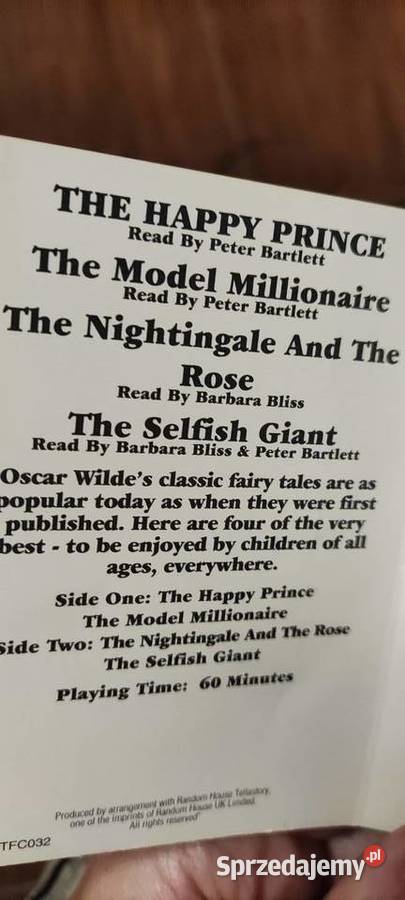 THE HAPPY PRINCE
Read By Peter Bartlett
The Model Millionaire
Read By Peter Bartlett
The Nightingale And The
Rose
Read By Barbara Bliss
The Selfish Giant
Read By Barbara Bliss & Peter Bartlett
Oscar Wilde's classic fairy tales are as
popular today as when they were first
published. Here are four of the very
best - to be enjoyed by children of all
ages, everywhere.
Side One: The Happy Prince
The Model Millionaire
Side Two: The Nightingale And The Rose
The Selfish Giant
Playing Time: 60 Minutes
Produced by arrangement with Random House Tellastory,
one of the imprints of Random House UK Limited.
All rights reserved"
TFC032
Sprzedajemy.pl